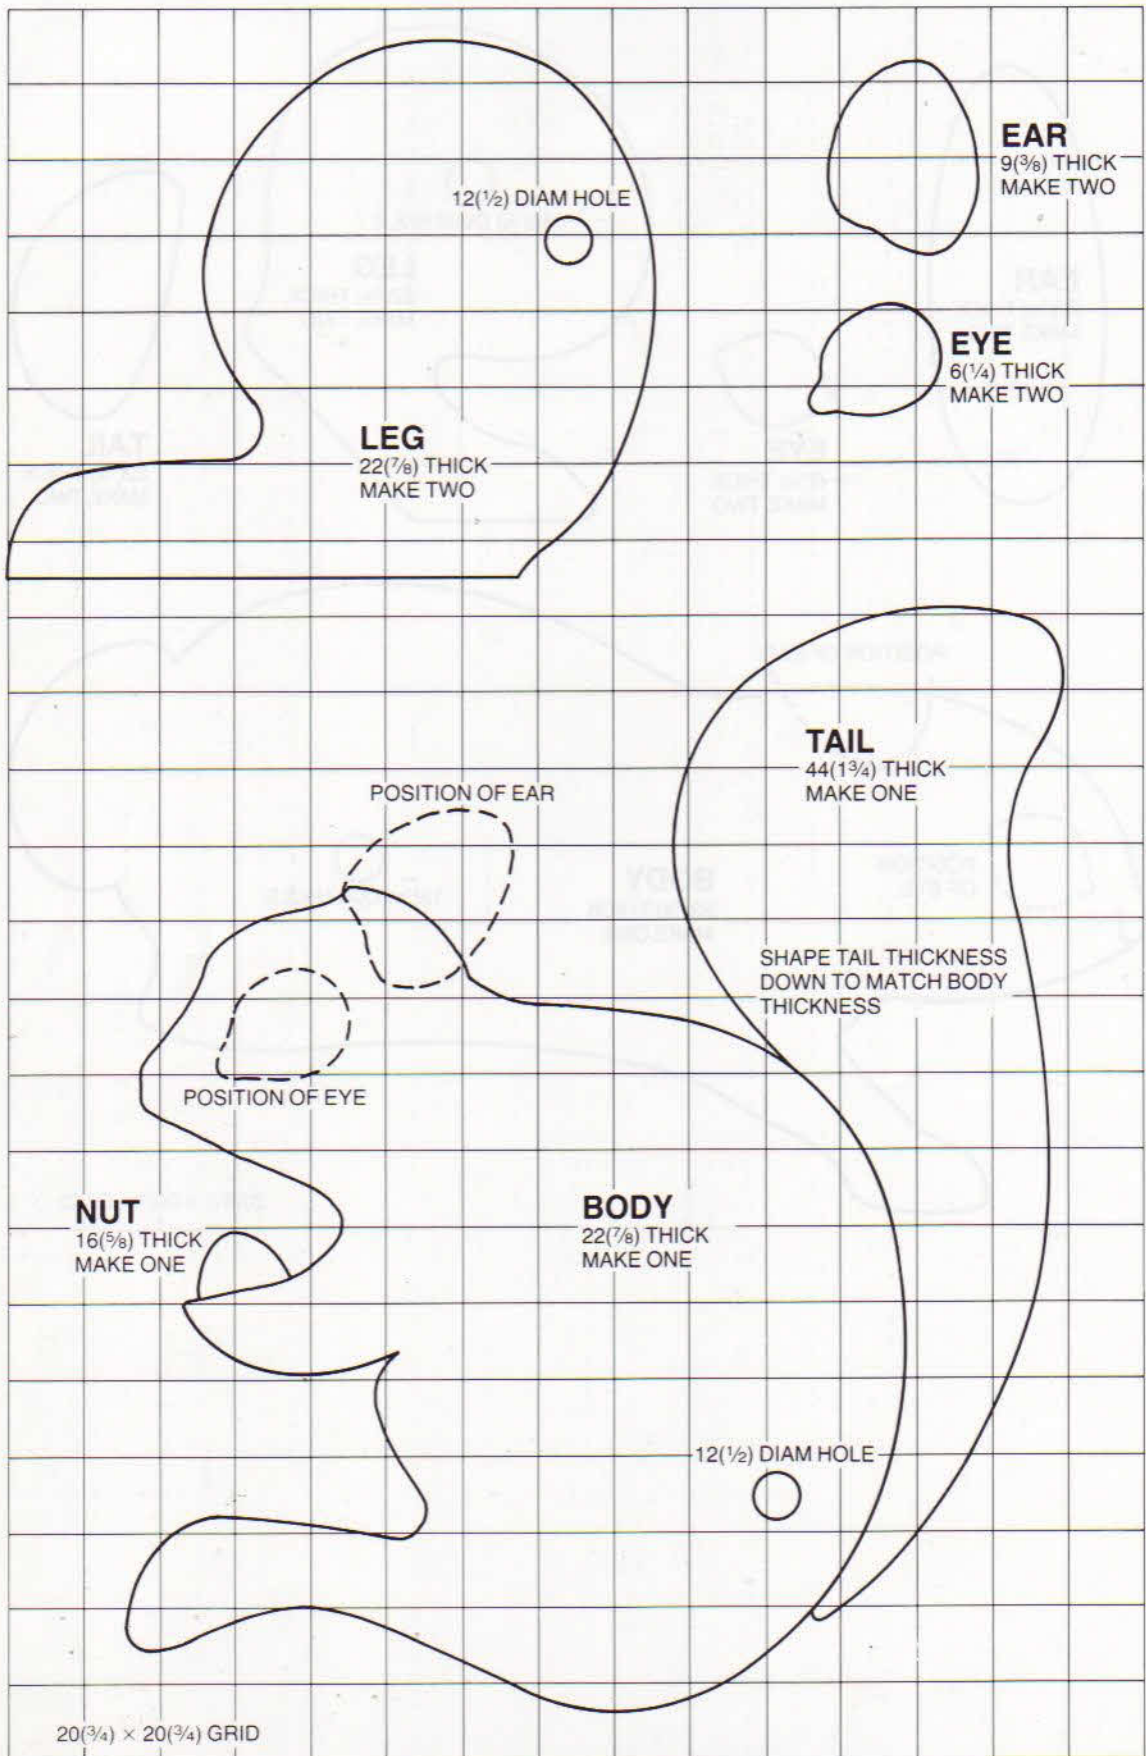 12(½) DIAM HOLE
EAR
9(⅜) THICK
MAKE TWO
EYE
6(¼) THICK
MAKE TWO
LEG
22(⅞) THICK
MAKE TWO
TAIL
44(1¾) THICK
MAKE ONE
POSITION OF EAR
SHAPE TAIL THICKNESS
DOWN TO MATCH BODY
THICKNESS
POSITION OF EYE
NUT
16(⅝) THICK
MAKE ONE
BODY
22(⅞) THICK
MAKE ONE
12(½) DIAM HOLE
20(¾) × 20(¾) GRID